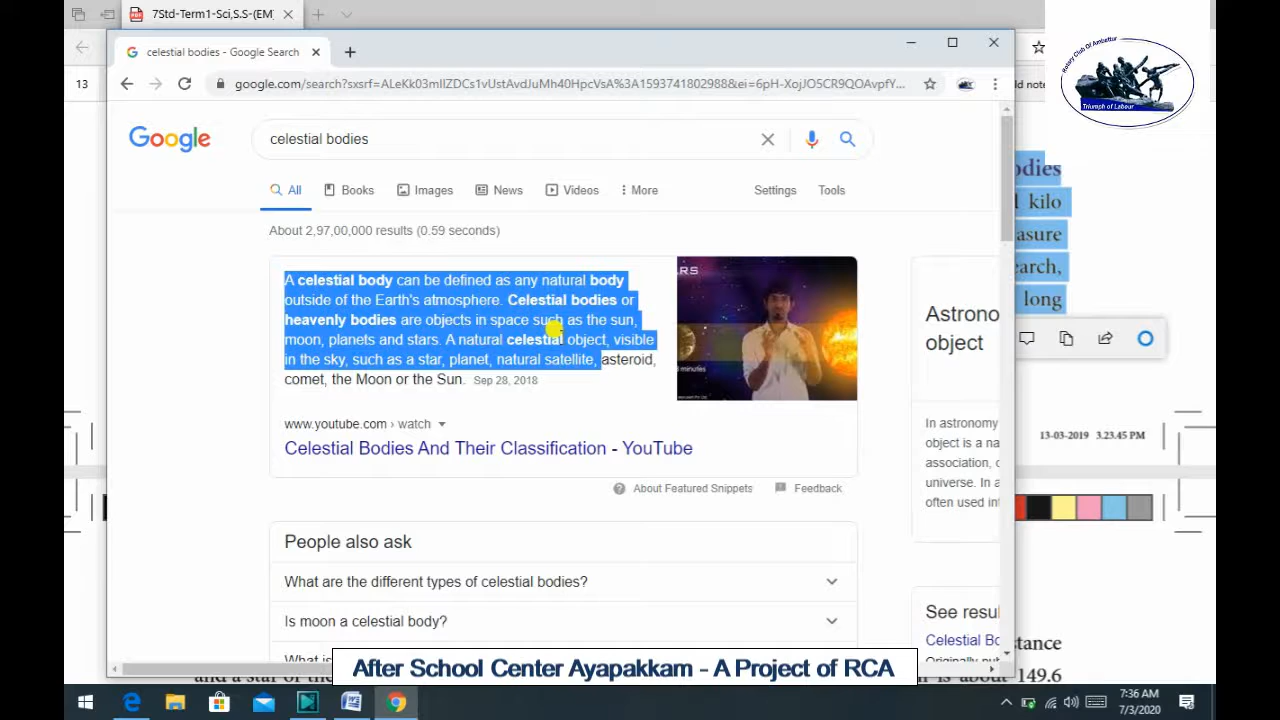 7Std-Term1-Sci,S.S-(EM)
celestial bodies - Google Search
13
google.com/search?sxsrf=ALeKk03mIIZDCs1vUstAvdJuMh40HpcVsA%3A1593741802988&ei=6pH-XojJO5CR9QOAvpfY...
Rotary Club Of Ambattur
Triumph of Labour
Google
celestial bodies
All
Books
Images
News
Videos
More
Settings
Tools
About 2,97,00,000 results (0.59 seconds)
A celestial body can be defined as any natural body
outside of the Earth's atmosphere. Celestial bodies or
heavenly bodies are objects in space such as the sun,
moon, planets and stars. A natural celestial object, visible
in the sky, such as a star, planet, natural satellite, asteroid,
comet, the Moon or the Sun. Sep 28, 2018
www.youtube.com › watch
Celestial Bodies And Their Classification - YouTube
About Featured Snippets
Feedback
People also ask
What are the different types of celestial bodies?
Is moon a celestial body?
Astrono
object
In astronomy
object is a na
association, c
universe. In a
often used in
See resul
Celestial Bo
kilo
long
13-03-2019 3.23.45 PM
is about 149.6
After School Center Ayapakkam - A Project of RCA
7:36 AM
7/3/2020